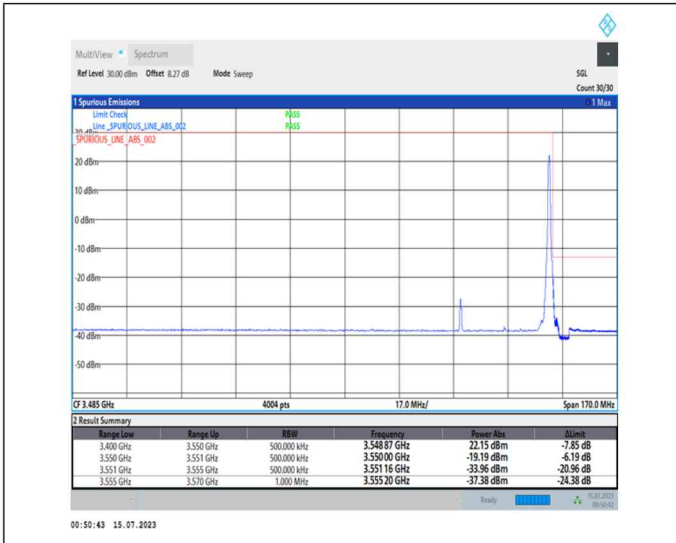 MultiView Spectrum
Ref Level 30.00 dBm Offset 8.27 dB Mode Sweep SGL
Count 30/30
1 Spurious Emissions 1 Max
Limit Check PASS
Line _SPURIOUS_LINE_ABS_002 PASS
_SPURIOUS_LINE_ABS_002
20 dBm
10 dBm
0 dBm
-10 dBm
-20 dBm
-30 dBm
-40 dBm
-50 dBm
CF 3.485 GHz 4004 pts 17.0 MHz/ Span 170.0 MHz
2 Result Summary
Range Low Range Up RBW Frequency Power Abs ΔLimit
3.400 GHz 3.550 GHz 500.000 kHz 3.548 87 GHz 22.15 dBm -7.85 dB
3.550 GHz 3.551 GHz 500.000 kHz 3.550 00 GHz -19.19 dBm -6.19 dB
3.551 GHz 3.555 GHz 500.000 kHz 3.551 16 GHz -33.96 dBm -20.96 dB
3.555 GHz 3.570 GHz 1.000 MHz 3.555 20 GHz -37.38 dBm -24.38 dB
Ready 15.07.2023
00:50:43
00:50:43 15.07.2023